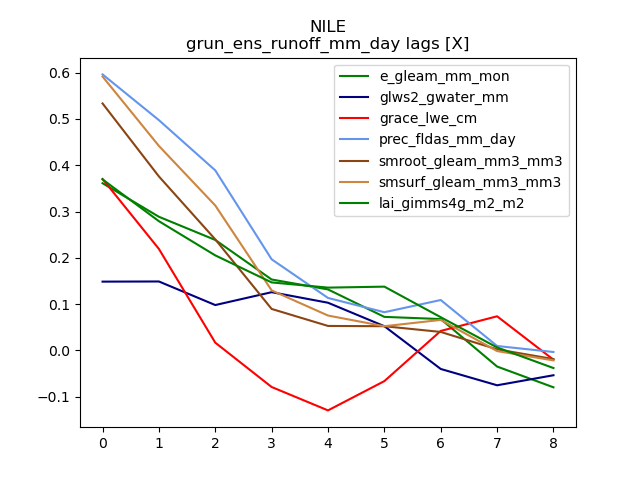 NILE
grun_ens_runoff_mm_day lags [X]
e_gleam_mm_mon
glws2_gwater_mm
grace_lwe_cm
prec_fldas_mm_day
smroot_gleam_mm3_mm3
smsurf_gleam_mm3_mm3
lai_gimms4g_m2_m2
0.6
0.5
0.4
0.3
0.2
0.1
0.0
−0.1
0 1 2 3 4 5 6 7 8